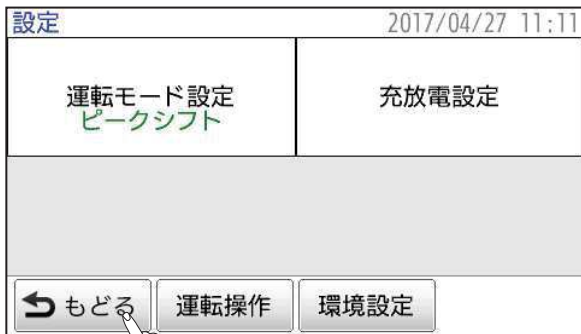 設定 2017/04/27 11:11
運転モード設定 充放電設定
ピークシフト
もどる 運転操作 環境設定